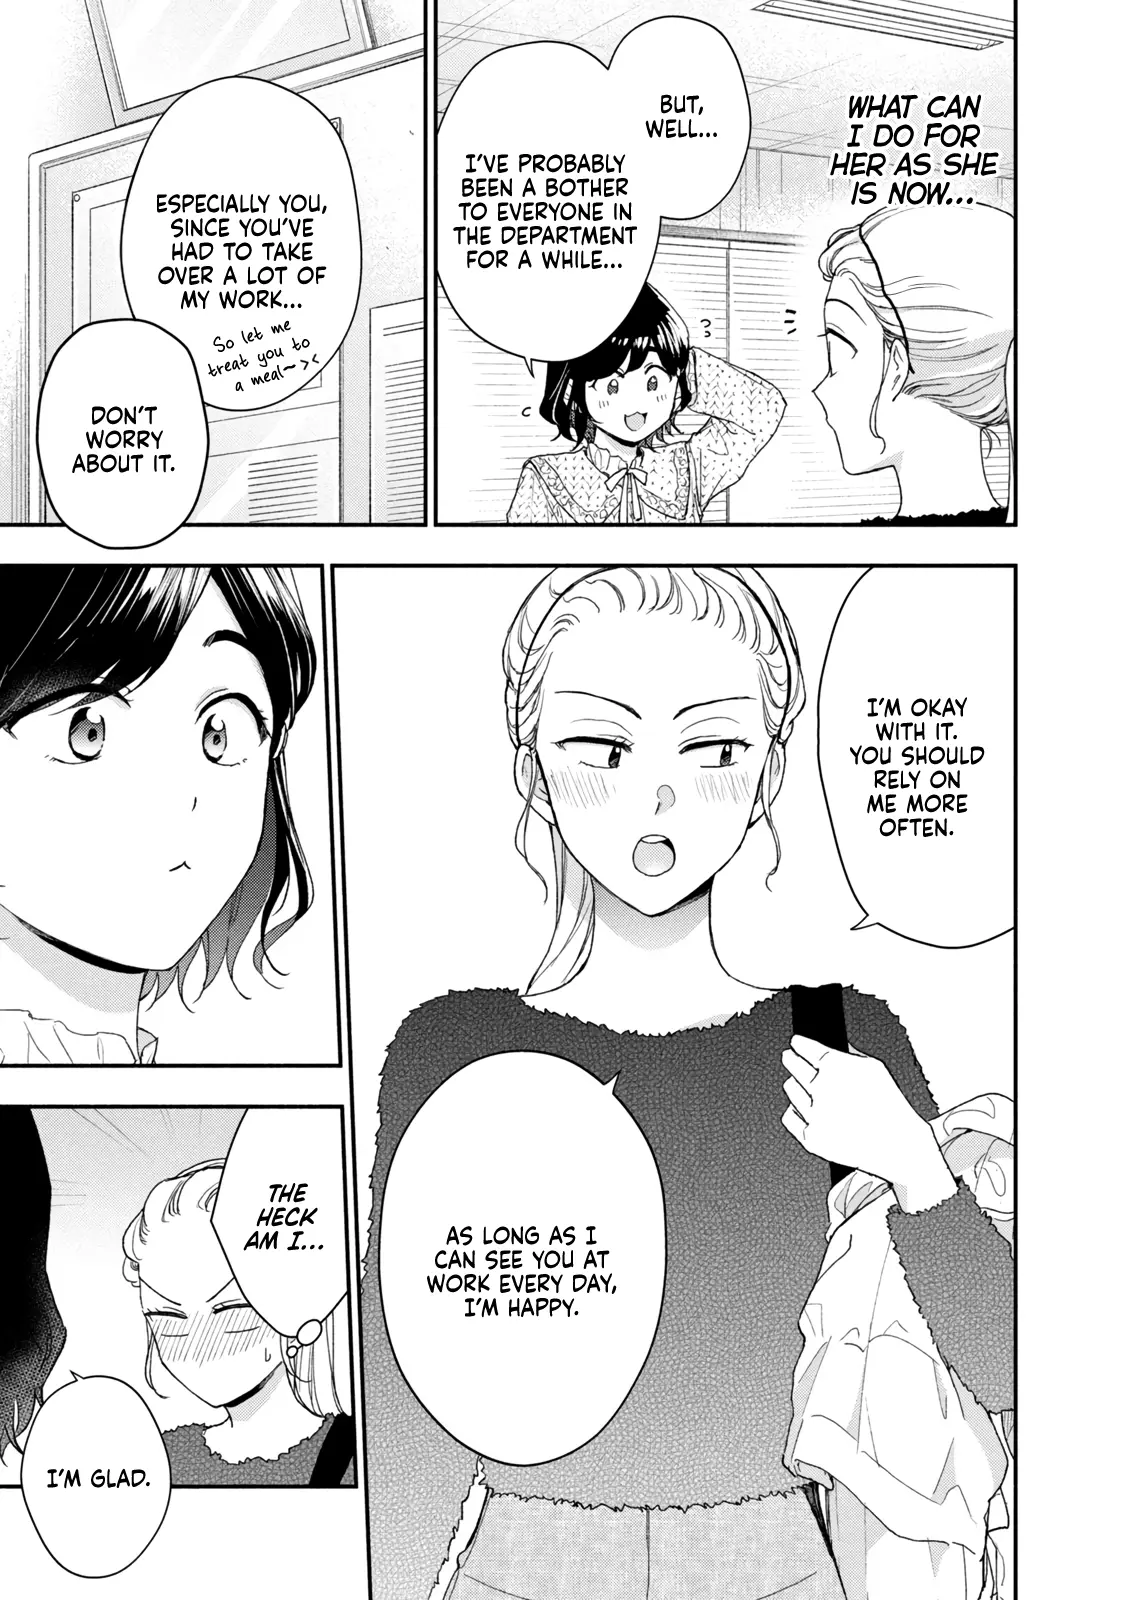 WHAT CAN
I DO FOR
HER AS SHE
IS NOW...
BUT,
WELL...
I'VE PROBABLY
BEEN A BOTHER
TO EVERYONE IN
THE DEPARTMENT
FOR A WHILE...
ESPECIALLY YOU,
SINCE YOU'VE
HAD TO TAKE
OVER A LOT OF
MY WORK...
So let me
treat you to
a meal~ ><
DON'T
WORRY
ABOUT IT.
I'M OKAY
WITH IT.
YOU SHOULD
RELY ON
ME MORE
OFTEN.
AS LONG AS I
CAN SEE YOU AT
WORK EVERY DAY,
I'M HAPPY.
THE
HECK
AM I...
I'M GLAD.